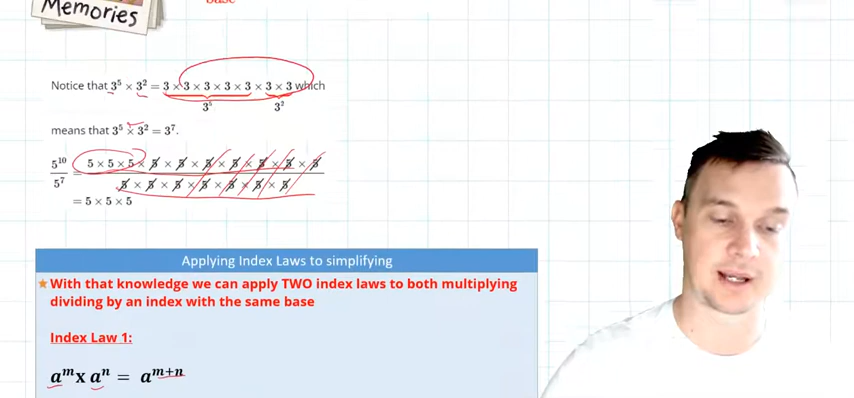 base
Memories
Notice that 3⁵ × 3² = 3 × 3 × 3 × 3 × 3 × 3 × 3 which
3⁵ 3²
means that 3⁵ × 3² = 3⁷.
5¹⁰/5⁷ = 5 × 5 × 5 × 5 × 5 × 5 × 5 × 5 × 5 × 5
5 × 5 × 5 × 5 × 5 × 5 × 5
= 5 × 5 × 5
Applying Index Laws to simplifying
★With that knowledge we can apply TWO index laws to both multiplying
dividing by an index with the same base
Index Law 1:
aᵐ x aⁿ = aᵐ⁺ⁿ